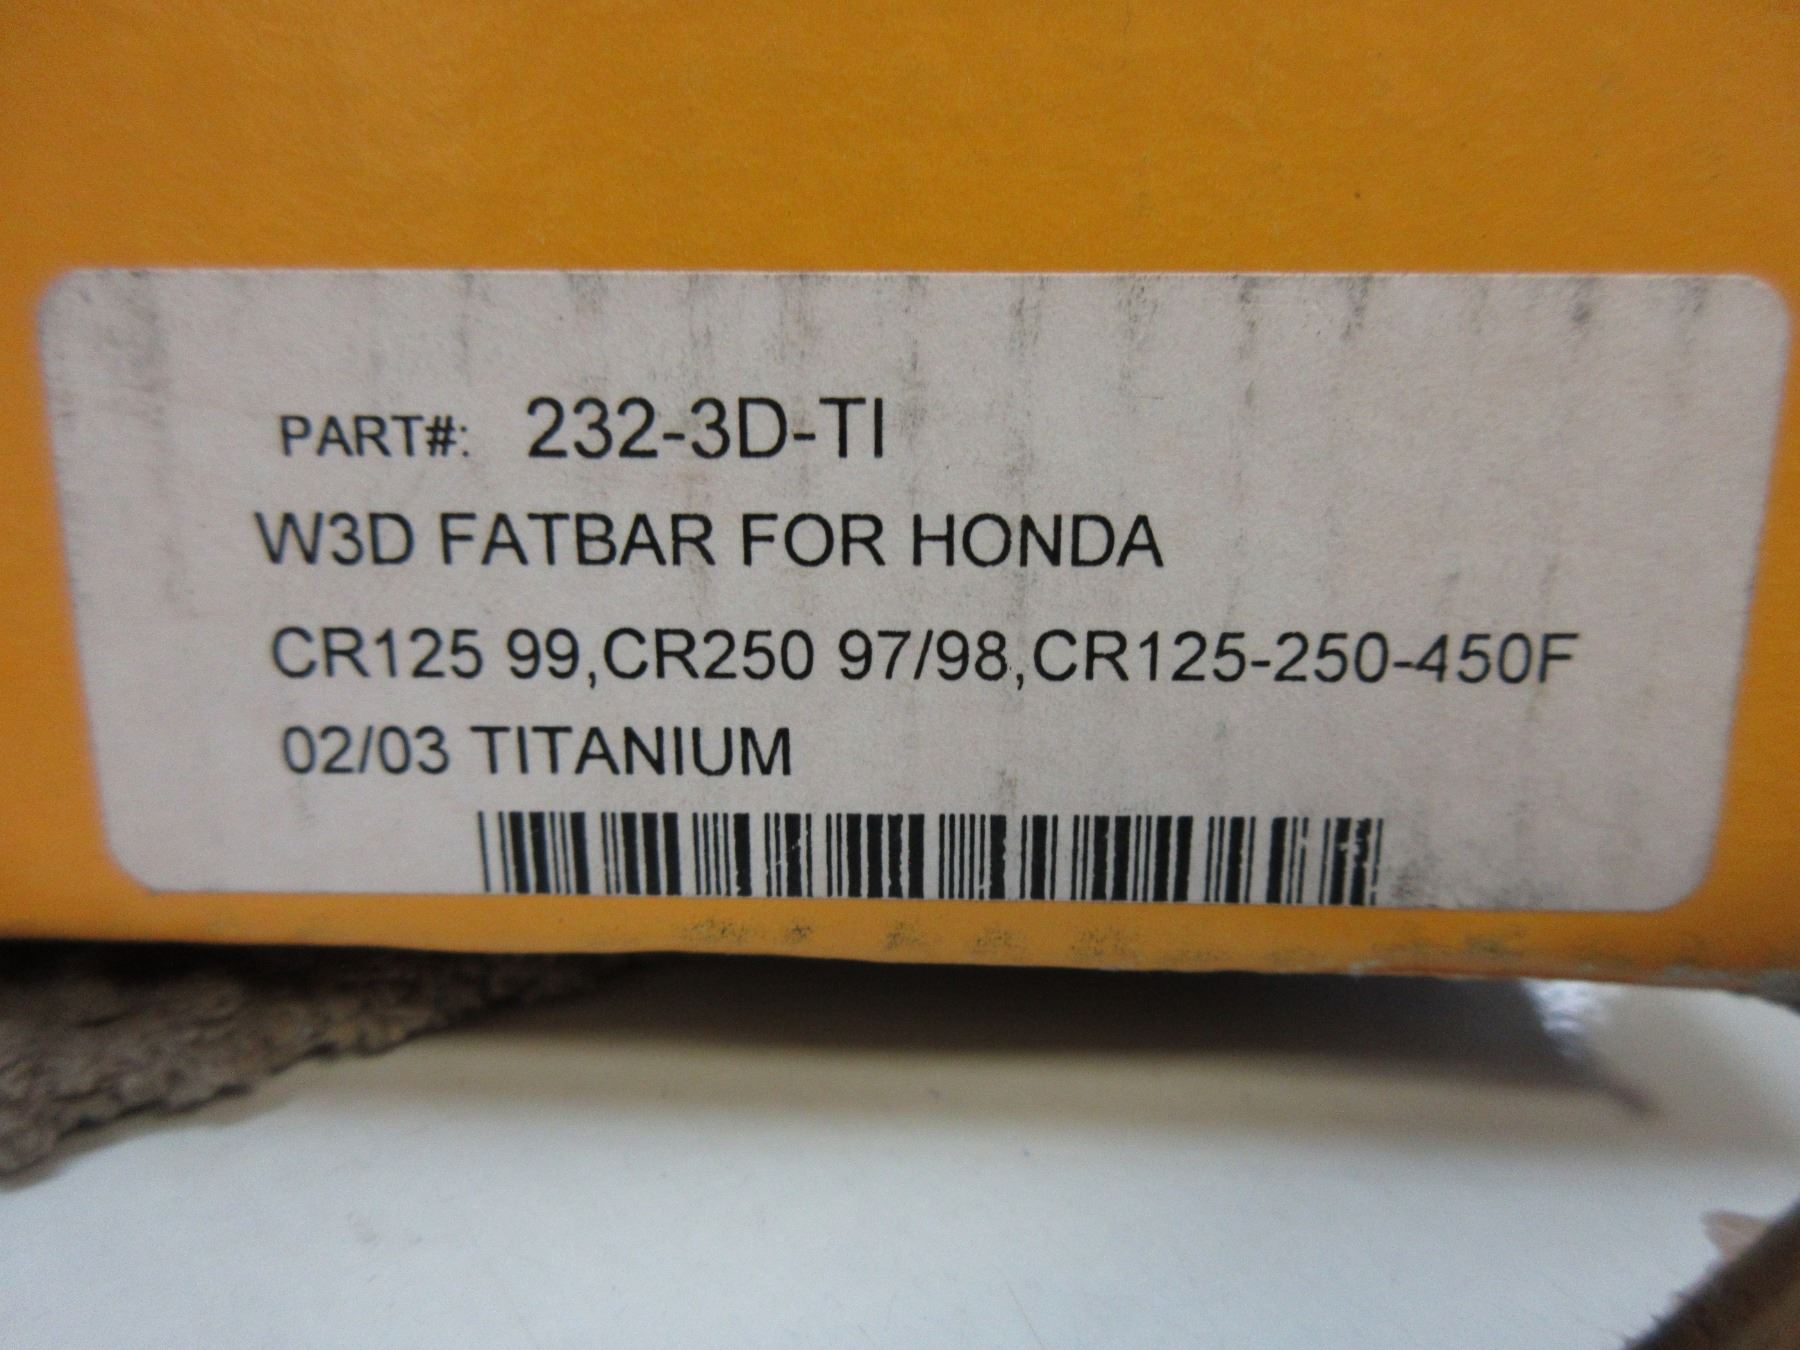 PART#: 232-3D-TI
W3D FATBAR FOR HONDA
CR125 99,CR250 97/98,CR125-250-450F
02/03 TITANIUM